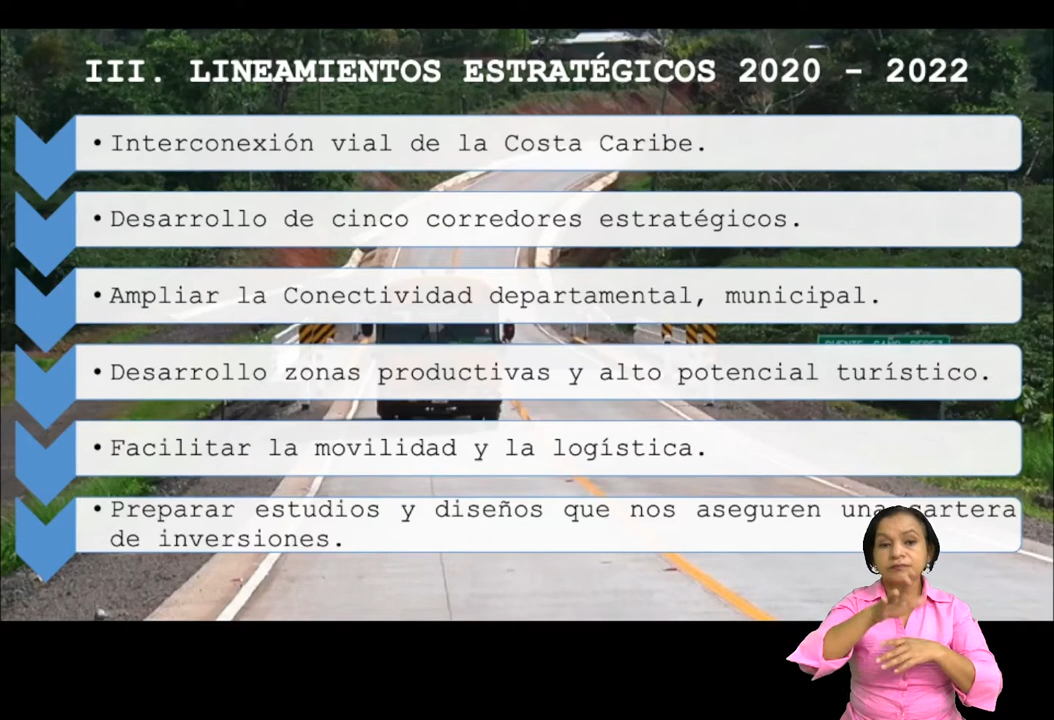 III. LINEAMIENTOS ESTRATÉGICOS 2020 – 2022
• Interconexión vial de la Costa Caribe.
• Desarrollo de cinco corredores estratégicos.
• Ampliar la Conectividad departamental, municipal.
• Desarrollo zonas productivas y alto potencial turístico.
• Facilitar la movilidad y la logística.
• Preparar estudios y diseños que nos aseguren una cartera
de inversiones.